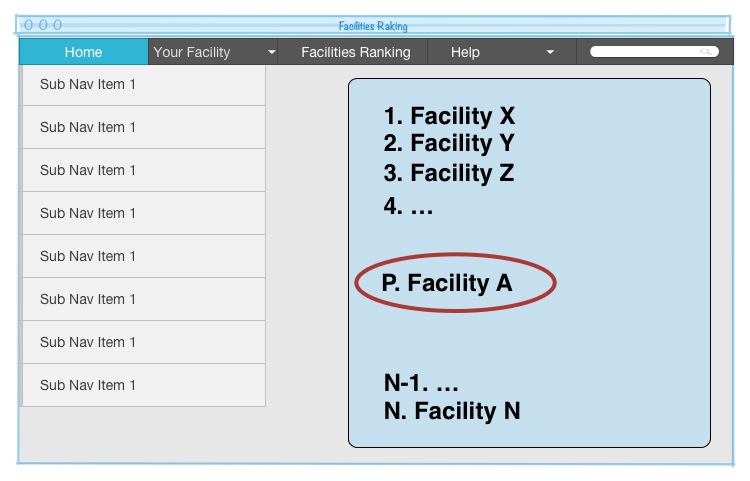 Facilities Raking
Home Your Facility Facilities Ranking Help
Sub Nav Item 1
Sub Nav Item 1
Sub Nav Item 1
Sub Nav Item 1
Sub Nav Item 1
Sub Nav Item 1
Sub Nav Item 1
Sub Nav Item 1
1. Facility X
2. Facility Y
3. Facility Z
4. …
P. Facility A
N-1. …
N. Facility N